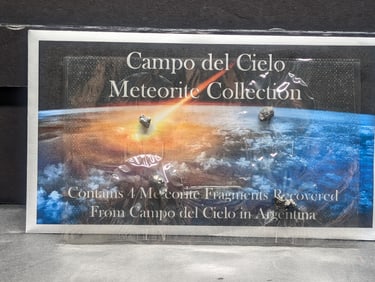 Campo del Cielo
Meteorite Collection
Contains 4 Meteorite Fragments Recovered
From Campo del Cielo in Argentina